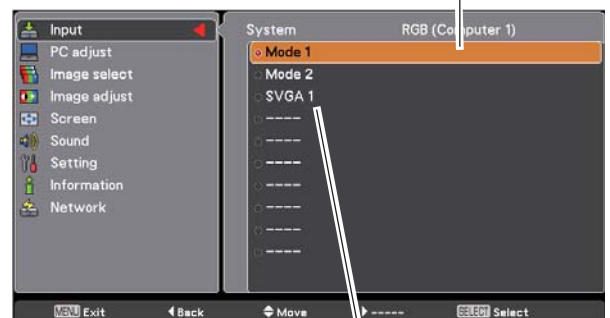 Input
PC adjust
Image select
Image adjust
Screen
Sound
Setting
Information
Network
System RGB (Computer 1)
Mode 1
Mode 2
SVGA 1
----
----
----
----
----
----
----
MENU Exit Back Move ----- SELECT Select